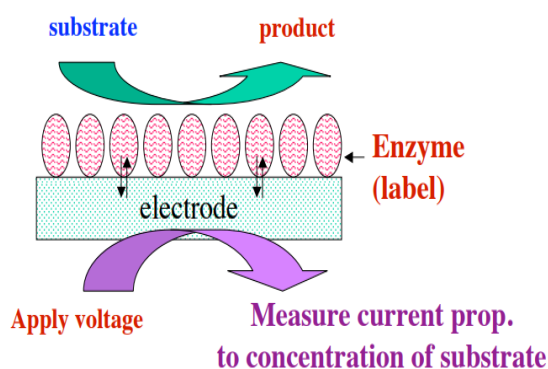 substrate
product
Enzyme
(label)
electrode
Apply voltage
Measure current prop.
to concentration of substrate